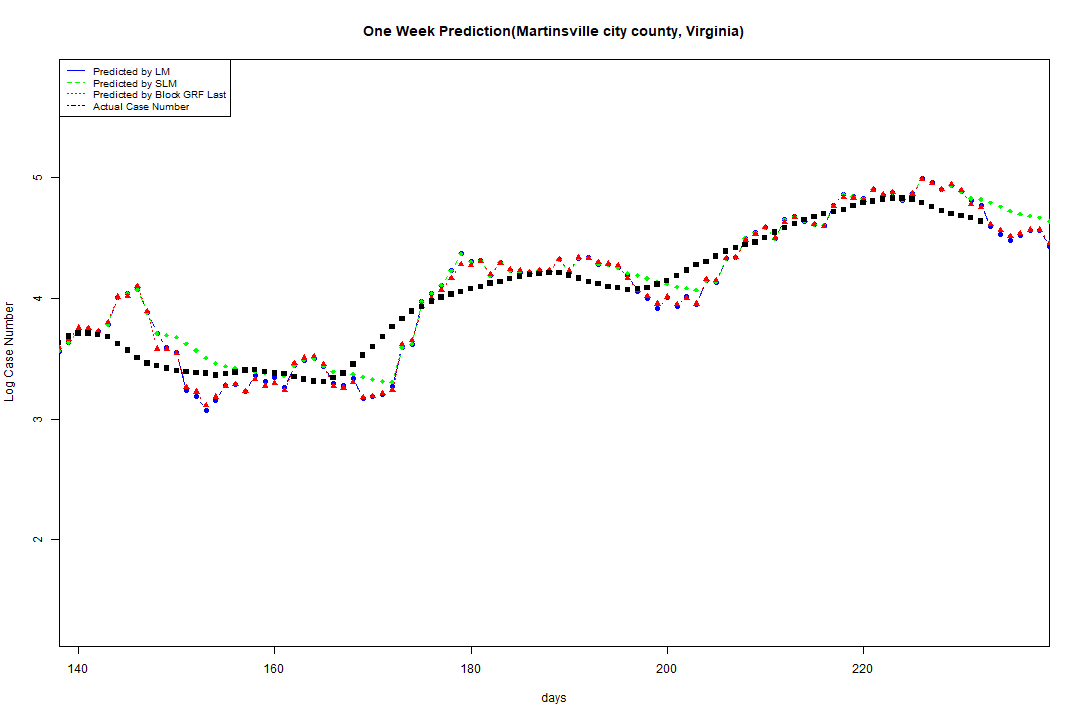 One Week Prediction(Martinsville city county, Virginia)
Predicted by LM
Predicted by SLM
Predicted by Block GRF Last
Actual Case Number
5
4
3
2
Log Case Number
140 160 180 200 220
days